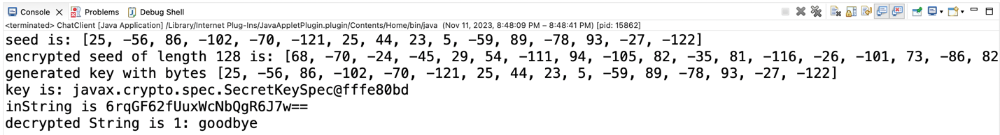 Console Problems Debug Shell
<terminated> ChatClient [Java Application] /Library/Internet Plug-Ins/JavaAppletPlugin.plugin/Contents/Home/bin/java (Nov 11, 2023, 8:48:09 PM – 8:48:41 PM) [pid: 15862]
seed is: [25, -56, 86, -102, -70, -121, 25, 44, 23, 5, -59, 89, -78, 93, -27, -122]
encrypted seed of length 128 is: [68, -70, -24, -45, 29, 54, -111, 94, -105, 82, -35, 81, -116, -26, -101, 73, -86, 82
generated key with bytes [25, -56, 86, -102, -70, -121, 25, 44, 23, 5, -59, 89, -78, 93, -27, -122]
key is: javax.crypto.spec.SecretKeySpec@fffe80bd
inString is 6rqGF62fUuxWcNbQgR6J7w==
decrypted String is 1: goodbye